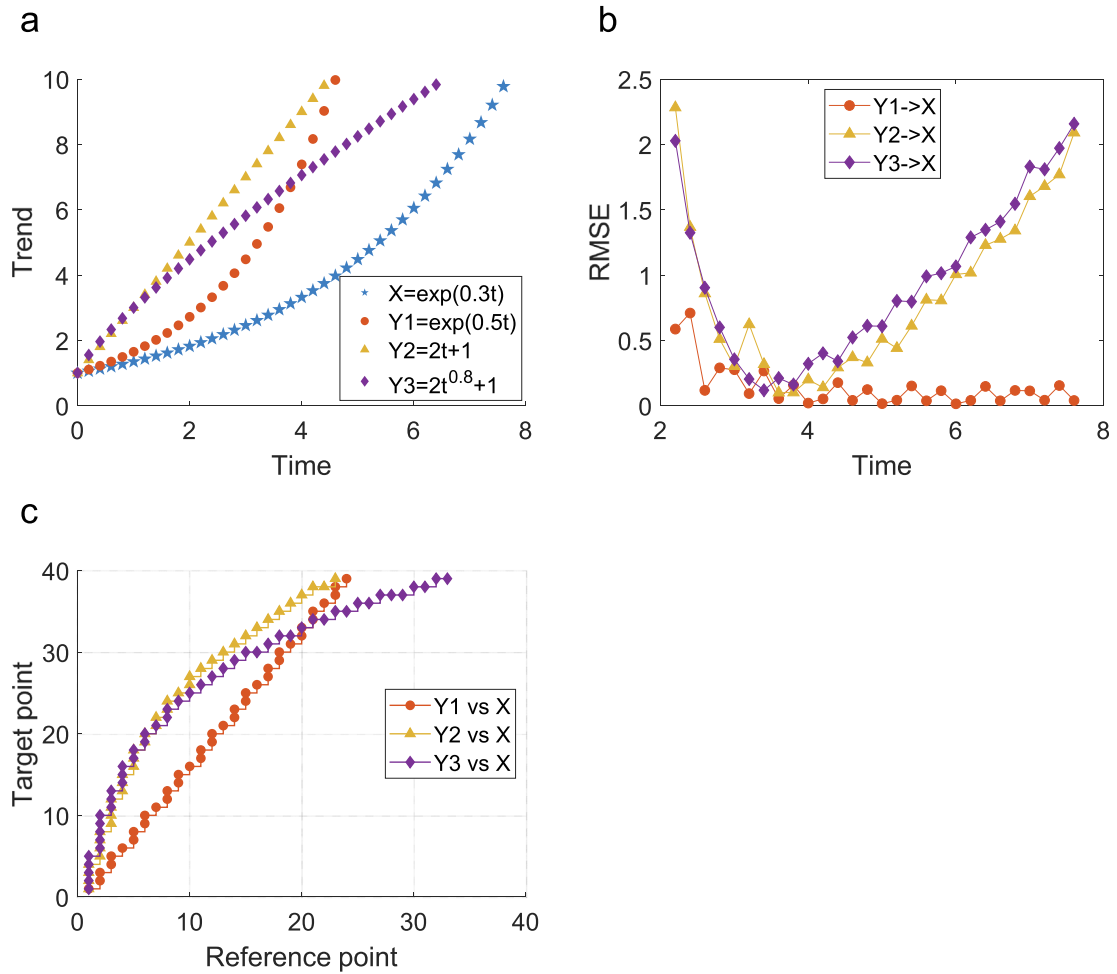 a
10
8
6
4
2
0
Trend
X=exp(0.3t)
Y1=exp(0.5t)
Y2=2t+1
Y3=2t^0.8+1
0 2 4 6 8
Time
b
2.5
2
1.5
1
0.5
0
RMSE
Y1->X
Y2->X
Y3->X
2 4 6 8
Time
c
40
30
20
10
0
Target point
Y1 vs X
Y2 vs X
Y3 vs X
0 10 20 30 40
Reference point